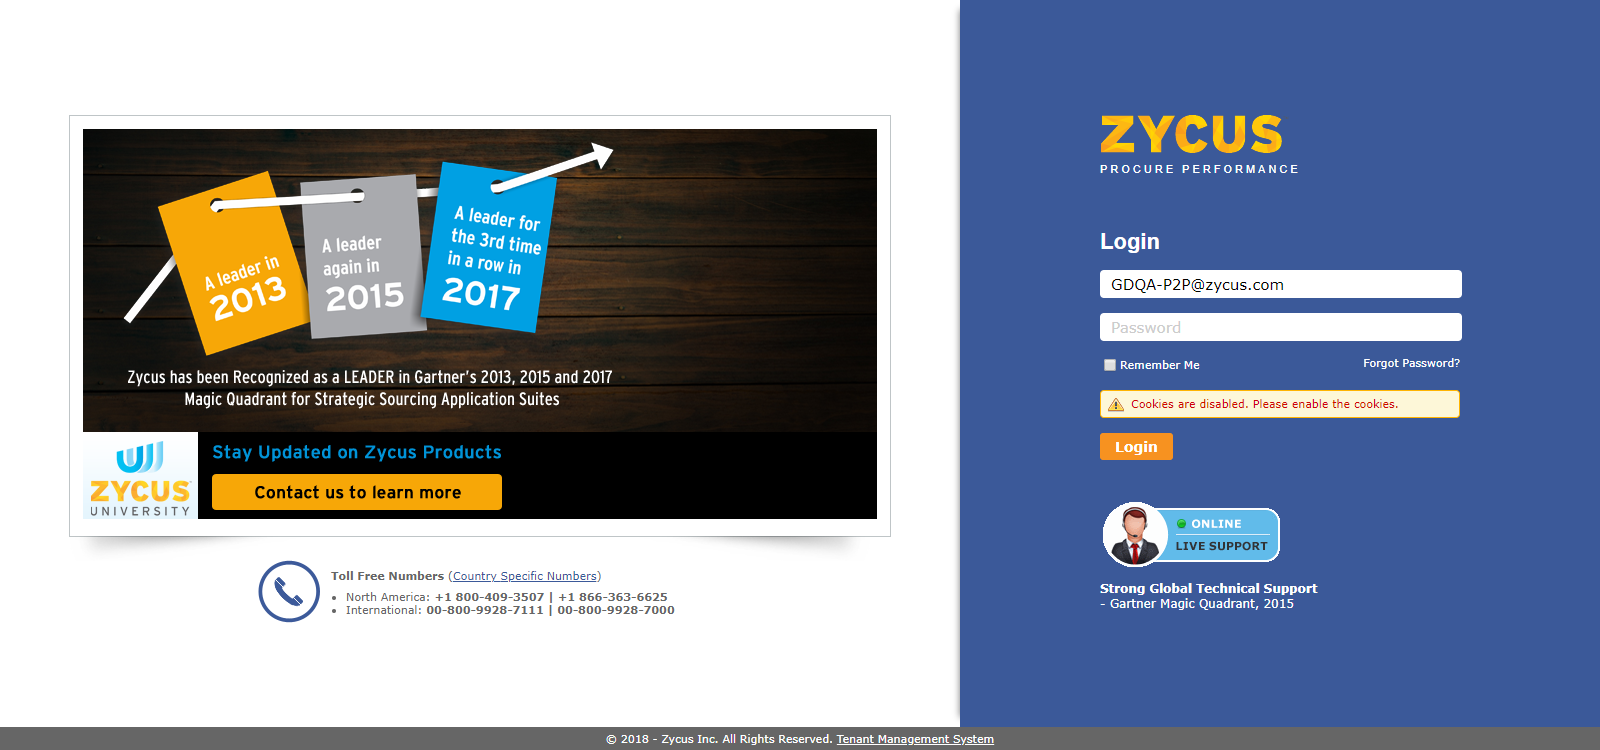 A leader in
2013
A leader
again in
2015
A leader for
the 3rd time
in a row in
2017
Zycus has been Recognized as a LEADER in Gartner's 2013, 2015 and 2017
Magic Quadrant for Strategic Sourcing Application Suites
ZYCUS
UNIVERSITY
Stay Updated on Zycus Products
Contact us to learn more
Toll Free Numbers (Country Specific Numbers)
• North America: +1 800-409-3507 | +1 866-363-6625
• International: 00-800-9928-7111 | 00-800-9928-7000
ZYCUS
PROCURE PERFORMANCE
Login
GDQA-P2P@zycus.com
Password
Remember Me Forgot Password?
Cookies are disabled. Please enable the cookies.
Login
ONLINE
LIVE SUPPORT
Strong Global Technical Support
- Gartner Magic Quadrant, 2015
© 2018 - Zycus Inc. All Rights Reserved. Tenant Management System